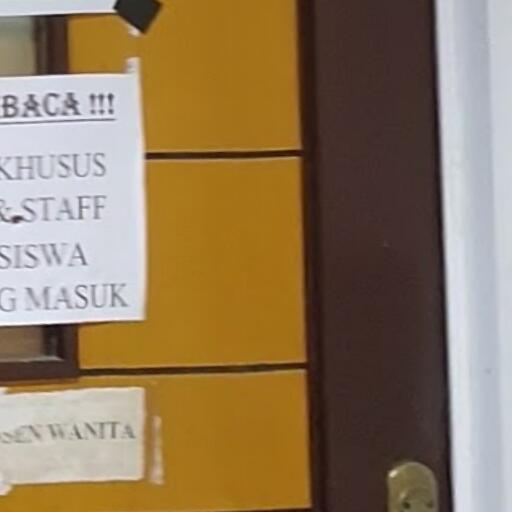 BACA !!!
KHUSUS
& STAFF
SISWA
G MASUK
SEN WANITA